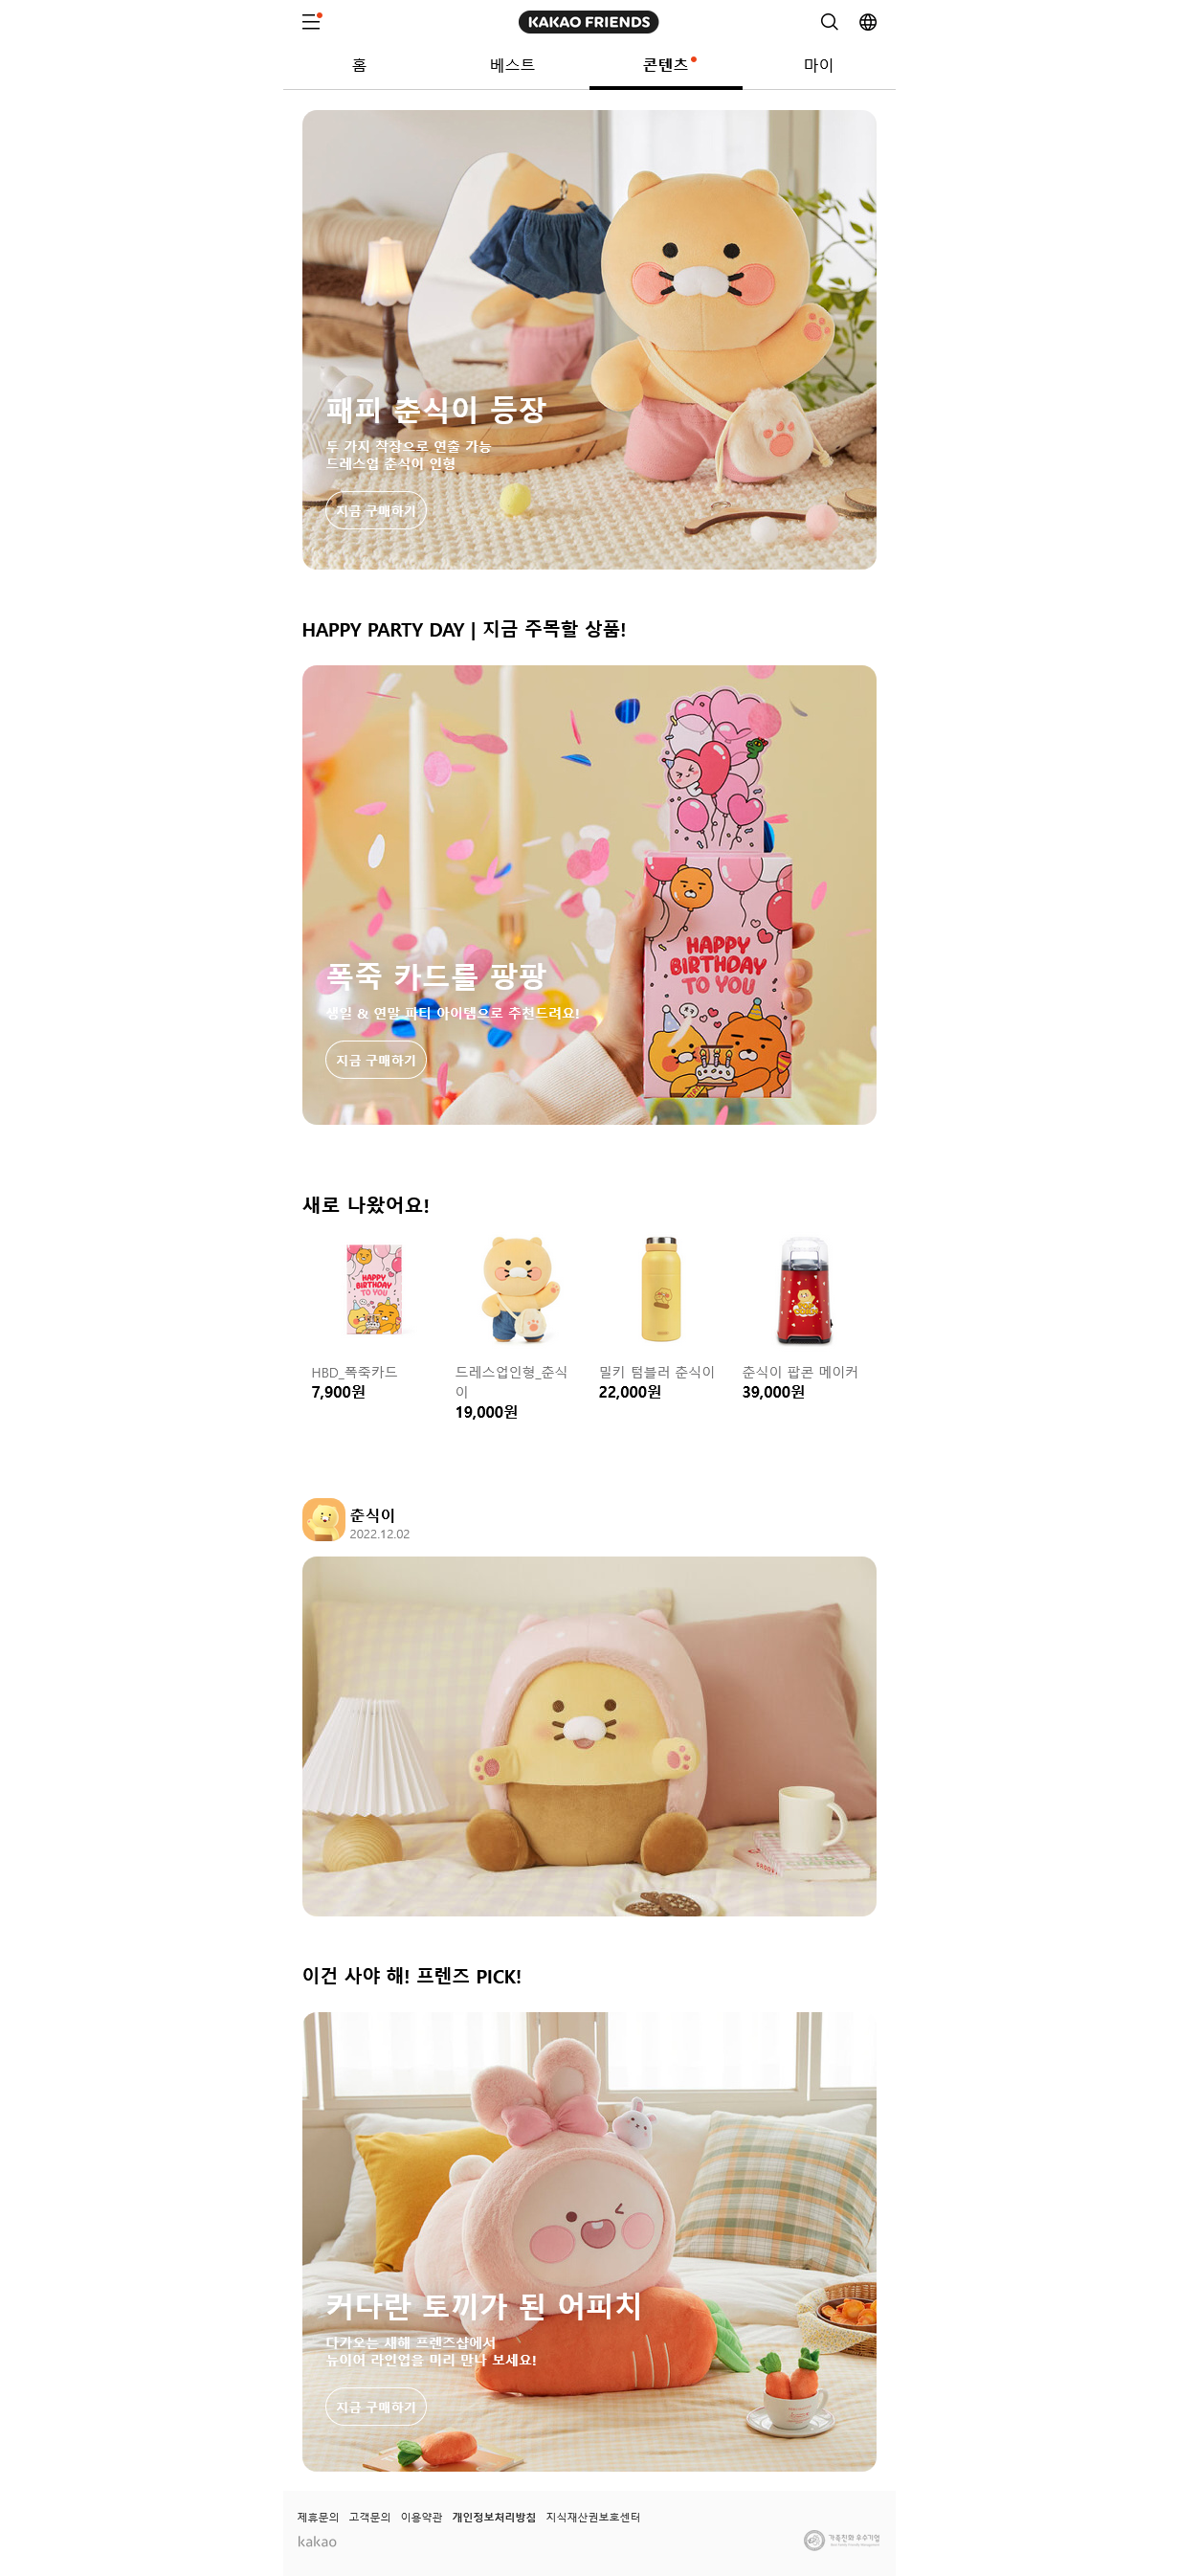 KAKAO FRIENDS
홈 베스트 콘텐츠 마이
패피 춘식이 등장
두 가지 착장으로 연출 가능
드레스업 춘식이 인형
지금 구매하기
HAPPY PARTY DAY | 지금 주목할 상품!
HAPPY
BIRTHDAY
TO YOU
폭죽 카드를 팡팡
생일 & 연말 파티 아이템으로 추천드려요!
지금 구매하기
새로 나왔어요!
HAPPY
BIRTHDAY
TO YOU
HBD_폭죽카드
7,900원
드레스업인형_춘식
이
19,000원
밀키 텀블러 춘식이
22,000원
춘식이 팝콘 메이커
39,000원
춘식이
2022.12.02
이건 사야 해! 프렌즈 PICK!
커다란 토끼가 된 어피치
다가오는 새해 프렌즈샵에서
뉴이어 라인업을 미리 만나 보세요!
지금 구매하기
제휴문의 고객문의 이용약관 개인정보처리방침 지식재산권보호센터
kakao
가족친화 우수기업